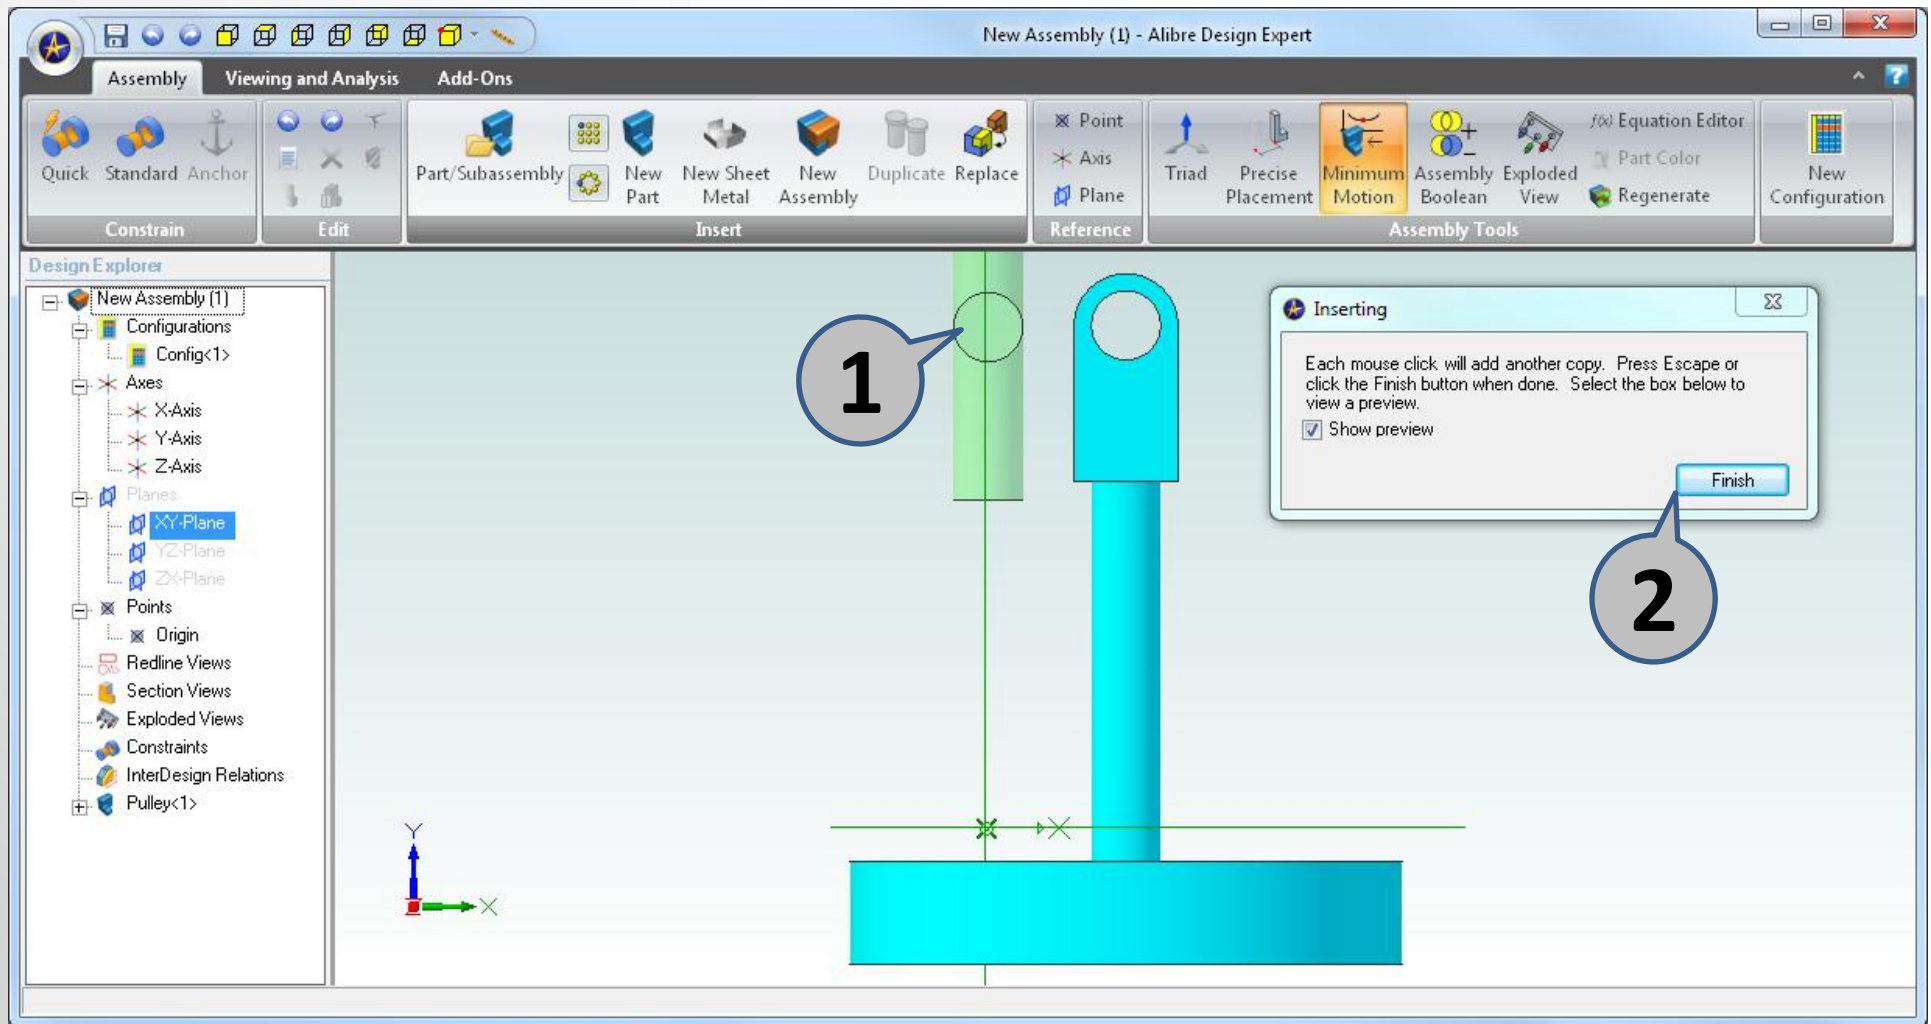 New Assembly (1) - Alibre Design Expert
Assembly Viewing and Analysis Add-Ons
Quick Standard Anchor
Constrain
Edit
Part/Subassembly
New Part
New Sheet Metal
New Assembly
Duplicate Replace
Insert
Point
Axis
Plane
Reference
Triad
Precise Placement
Minimum Motion
Assembly Boolean
Exploded View
f(x) Equation Editor
Part Color
Regenerate
Assembly Tools
New Configuration
Design Explorer
New Assembly (1)
Configurations
Config<1>
Axes
X-Axis
Y-Axis
Z-Axis
Planes
XY-Plane
YZ-Plane
ZX-Plane
Points
Origin
Redline Views
Section Views
Exploded Views
Constraints
InterDesign Relations
Pulley<1>
1
Inserting
Each mouse click will add another copy. Press Escape or
click the Finish button when done. Select the box below to
view a preview.
Show preview
Finish
2
X
Y
X